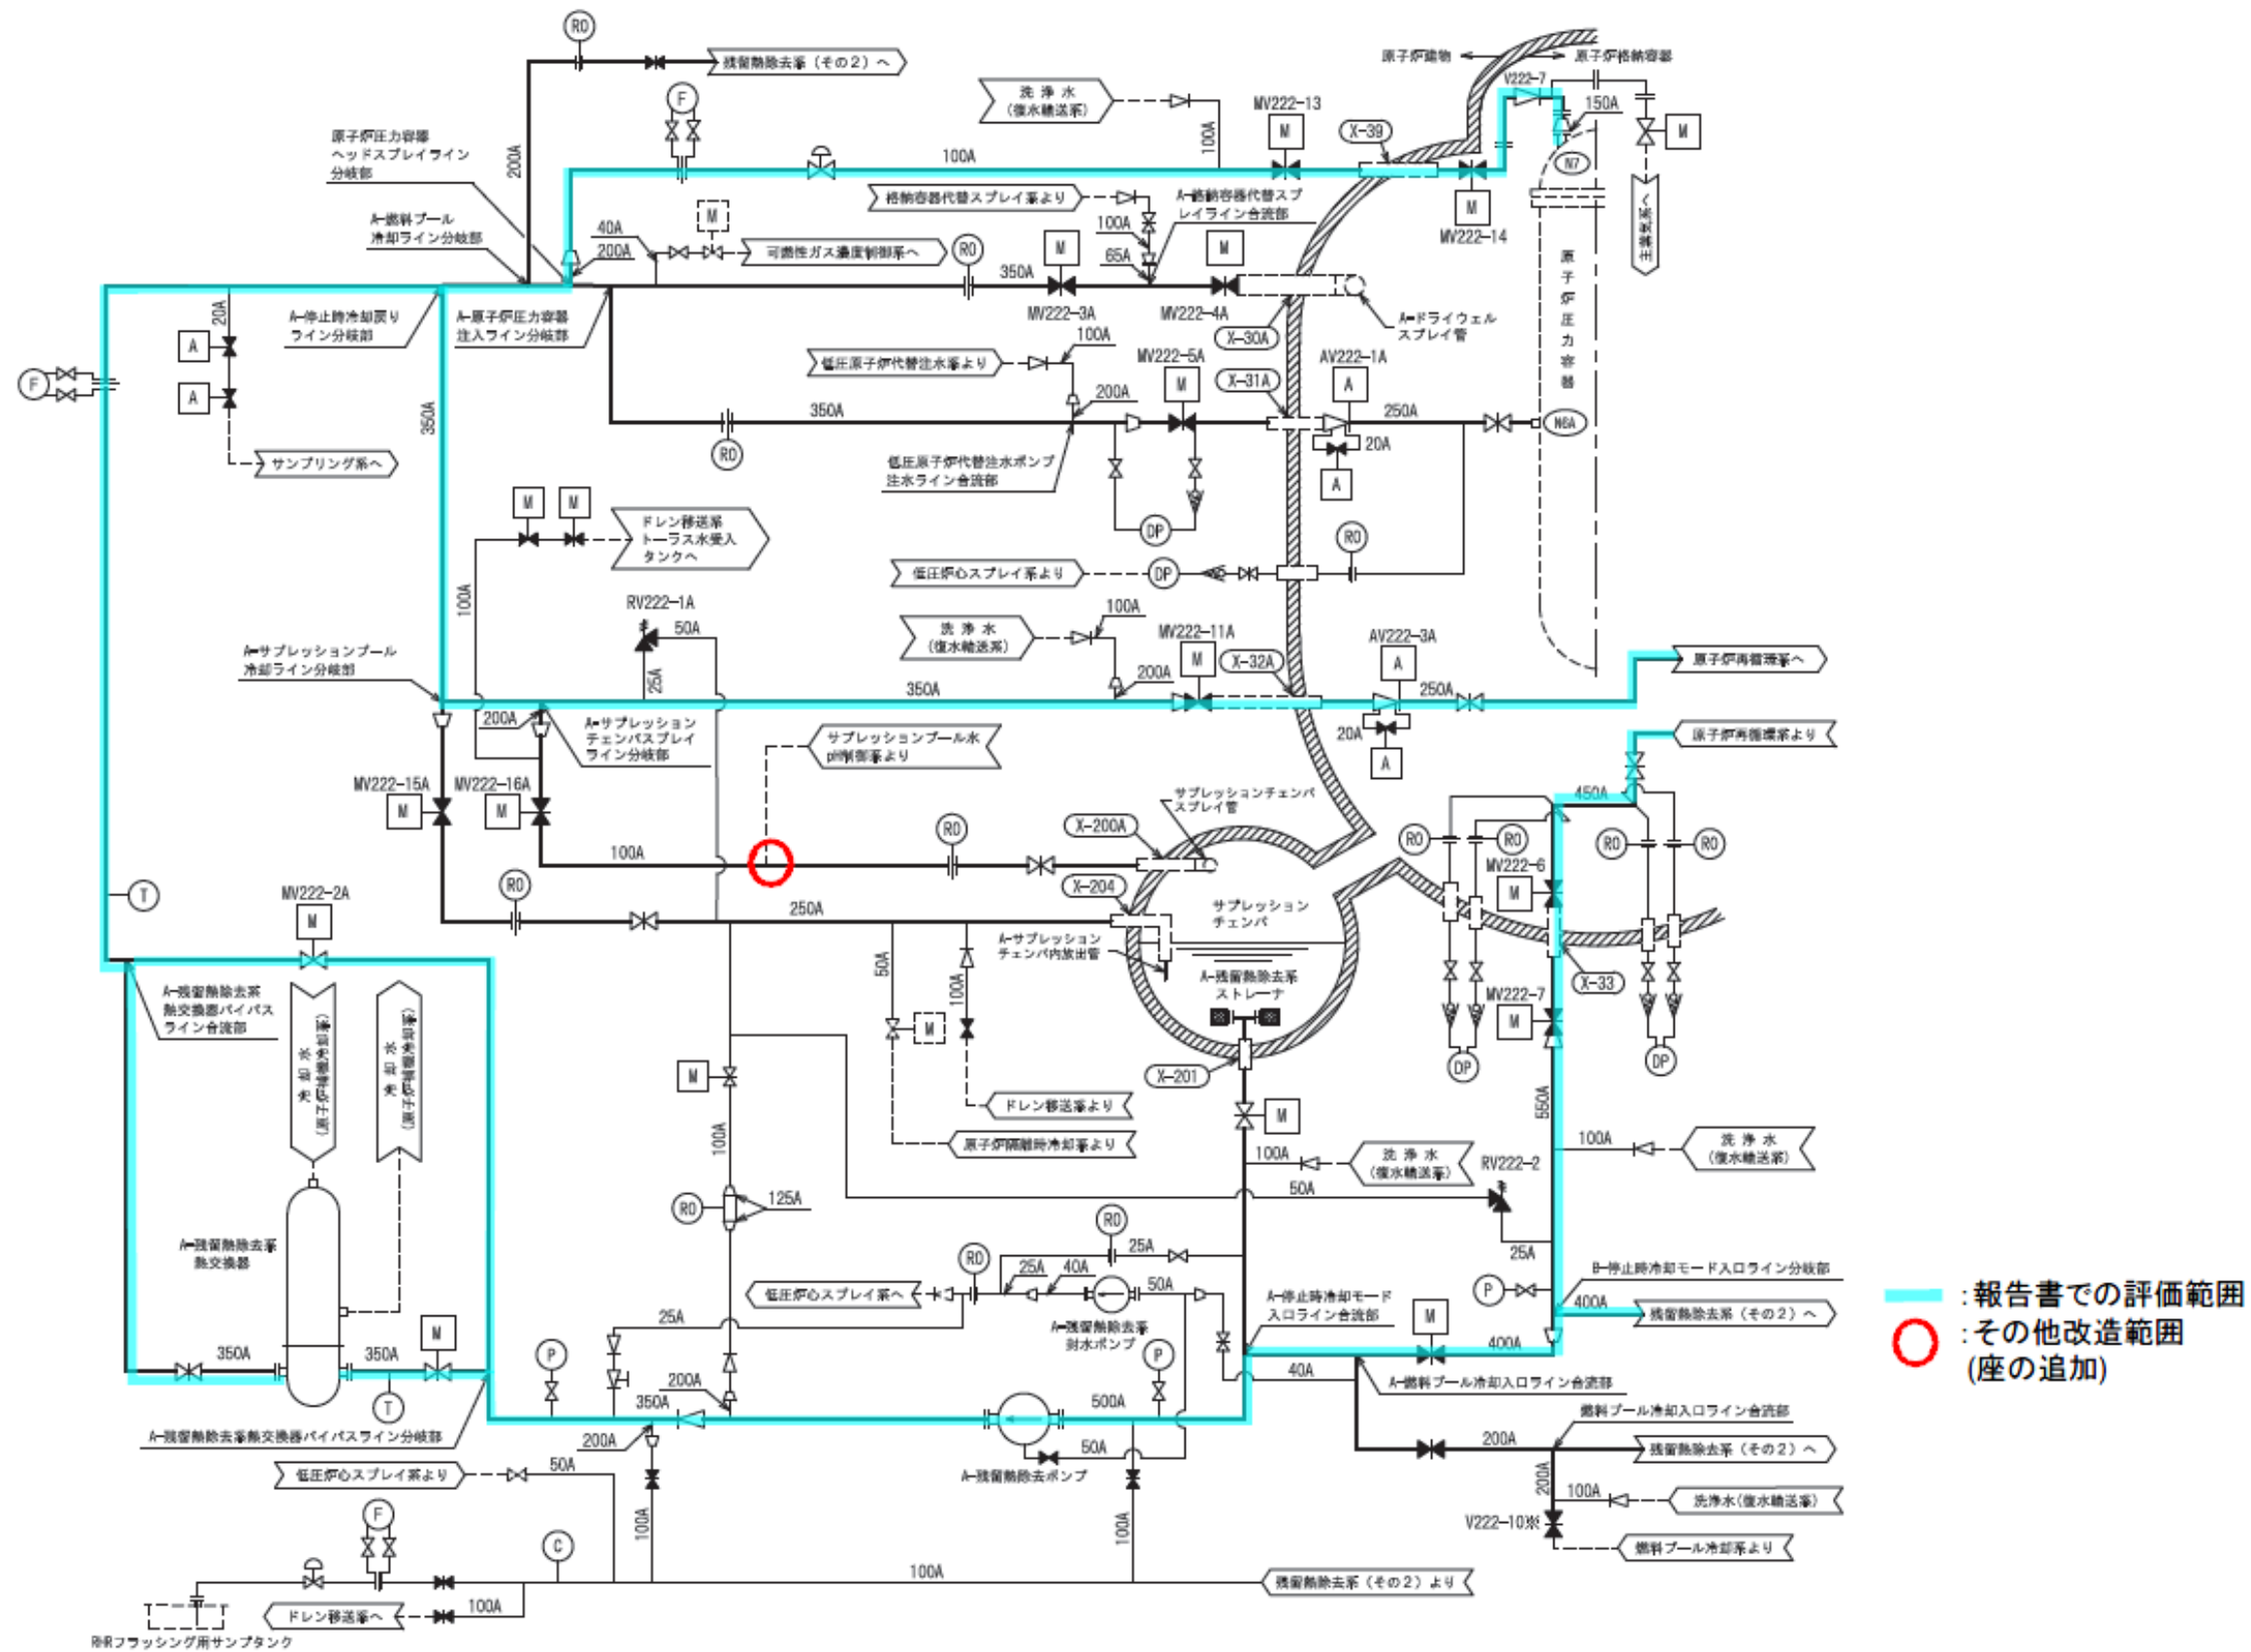 RO
残留熱除去系(その2)へ
原子炉建物
原子炉格納容器
V222-7
150A
M
N7
主蒸気系へ
洗浄水
(復水輸送系)
100A
MV222-13
M
X-39
F
200A
原子炉圧力容器
ヘッドスプレイライン
分岐部
100A
M
MV222-14
格納容器代替スプレイ系より
A-格納容器代替スプ
レイライン合流部
100A
65A
A-燃料プール
冷却ライン分岐部
40A
200A
M
可燃性ガス濃度制御系へ
RO
350A
M
MV222-3A
M
MV222-4A
X-30A
A-ドライウェル
スプレイ管
原子炉圧力容器
20A
A
A
サンプリング系へ
F
A-停止時冷却戻り
ライン分岐部
A-原子炉圧力容器
注入ライン分岐部
350A
低圧原子炉代替注水系より
100A
MV222-5A
M
X-31A
AV222-1A
A
200A
350A
RO
250A
N6A
20A
A
低圧原子炉代替注水ポンプ
注水ライン合流部
DP
M
M
ドレン移送系
トーラス水受入
タンクへ
100A
RO
低圧炉心スプレイ系より
DP
RV222-1A
50A
25A
洗浄水
(復水輸送系)
100A
MV222-11A
M
X-32A
AV222-3A
A
原子炉再循環系へ
A-サプレッションプール
冷却ライン分岐部
350A
200A
250A
200A
A-サプレッション
チェンバスプレイ
ライン分岐部
サプレッションプール水
pH制御系より
20A
A
原子炉再循環系より
MV222-15A
M
MV222-16A
M
サプレッションチェンバ
スプレイ管
450A
X-200A
RO
100A
RO
RO
RO
RO
MV222-6
M
X-204
RO
250A
T
MV222-2A
M
サプレッション
チェンバ
A-サプレッション
チェンバ内放出管
A-残留熱除去系
ストレーナ
50A
100A
M
X-33
MV222-7
M
A-残留熱除去系
熱交換器バイパス
ライン合流部
冷却水
(原子炉補機冷却系)
冷却水
(原子炉補機冷却系)
M
X-201
DP
DP
ドレン移送系より
M
550A
原子炉隔離時冷却系より
100A
100A
洗浄水
(復水輸送系)
RV222-2
100A
洗浄水
(復水輸送系)
50A
RO
125A
A-残留熱除去系
熱交換器
RO
25A
25A
RO
25A
40A
50A
低圧炉心スプレイ系へ
P
B-停止時冷却モード入口ライン分岐部
400A
残留熱除去系(その2)へ
:報告書での評価範囲
:その他改造範囲
(座の追加)
25A
A-残留熱除去系
封水ポンプ
A-停止時冷却モード
入口ライン合流部
M
400A
350A
350A
M
T
P
P
40A
A-燃料プール冷却入口ライン合流部
200A
350A
500A
A-残留熱除去系熱交換器バイパスライン分岐部
200A
50A
A-残留熱除去ポンプ
燃料プール冷却入口ライン合流部
200A
残留熱除去系(その2)へ
低圧炉心スプレイ系より
50A
200A
100A
洗浄水(復水輸送系)
F
C
100A
100A
V222-10※
燃料プール冷却系より
100A
残留熱除去系(その2)より
ドレン移送系へ
100A
RHRフラッシング用サンプタンク